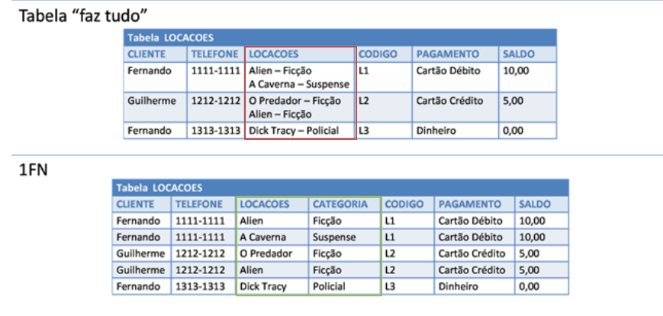 Tabela “faz tudo”
Tabela LOCACOES
CLIENTE TELEFONE LOCACOES CODIGO PAGAMENTO SALDO
Fernando 1111-1111 Alien – Ficção L1 Cartão Débito 10,00
A Caverna – Suspense
Guilherme 1212-1212 O Predador – Ficção L2 Cartão Crédito 5,00
Alien – Ficção
Fernando 1313-1313 Dick Tracy – Policial L3 Dinheiro 0,00
1FN
Tabela LOCACOES
CLIENTE TELEFONE LOCACOES CATEGORIA CODIGO PAGAMENTO SALDO
Fernando 1111-1111 Alien Ficção L1 Cartão Débito 10,00
Fernando 1111-1111 A Caverna Suspense L1 Cartão Débito 10,00
Guilherme 1212-1212 O Predador Ficção L2 Cartão Crédito 5,00
Guilherme 1212-1212 Alien Ficção L2 Cartão Crédito 5,00
Fernando 1313-1313 Dick Tracy Policial L3 Dinheiro 0,00